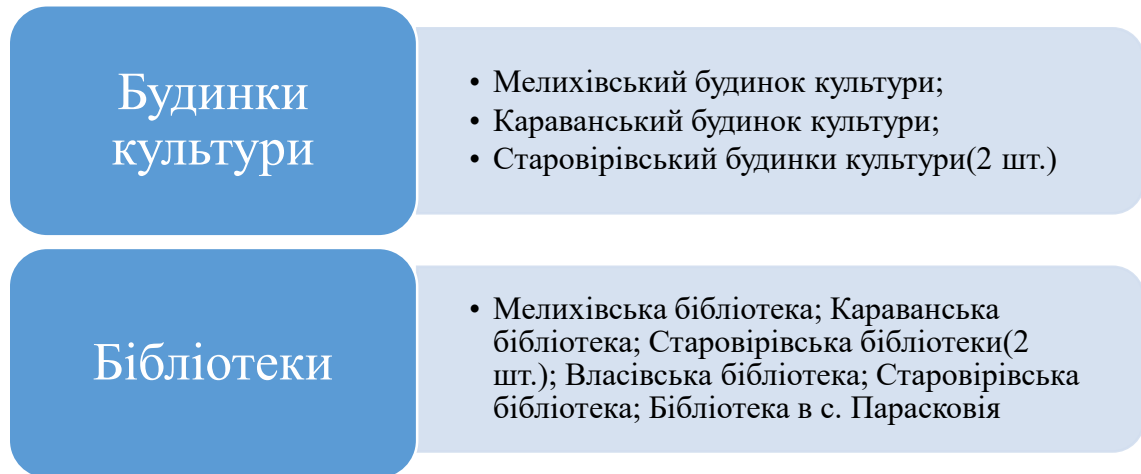 Будинки
культури
• Мелихівський будинок культури;
• Караванський будинок культури;
• Старовірівський будинки культури(2 шт.)
Бібліотеки
• Мелихівська бібліотека; Караванська
бібліотека; Старовірівська бібліотеки(2
шт.); Власівська бібліотека; Старовірівська
бібліотека; Бібліотека в с. Парасковія